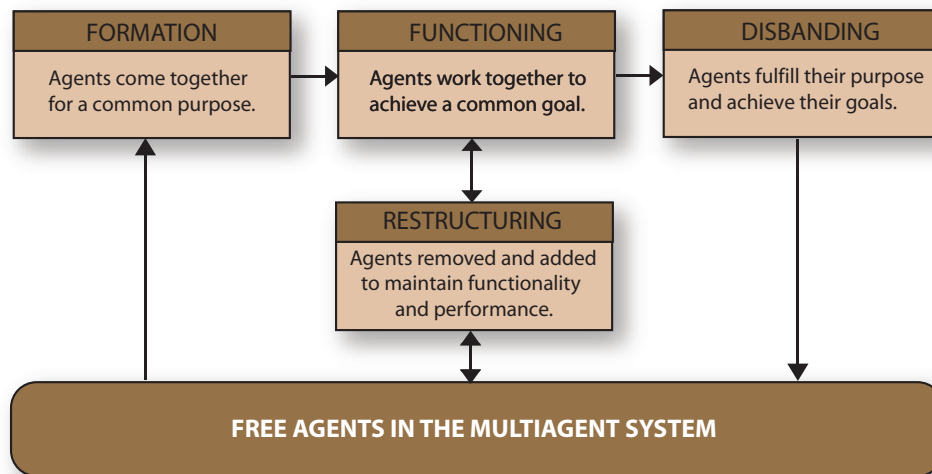 FORMATION
Agents come together
for a common purpose.
FUNCTIONING
Agents work together to
achieve a common goal.
DISBANDING
Agents fulfill their purpose
and achieve their goals.
RESTRUCTURING
Agents removed and added
to maintain functionality
and performance.
FREE AGENTS IN THE MULTIAGENT SYSTEM